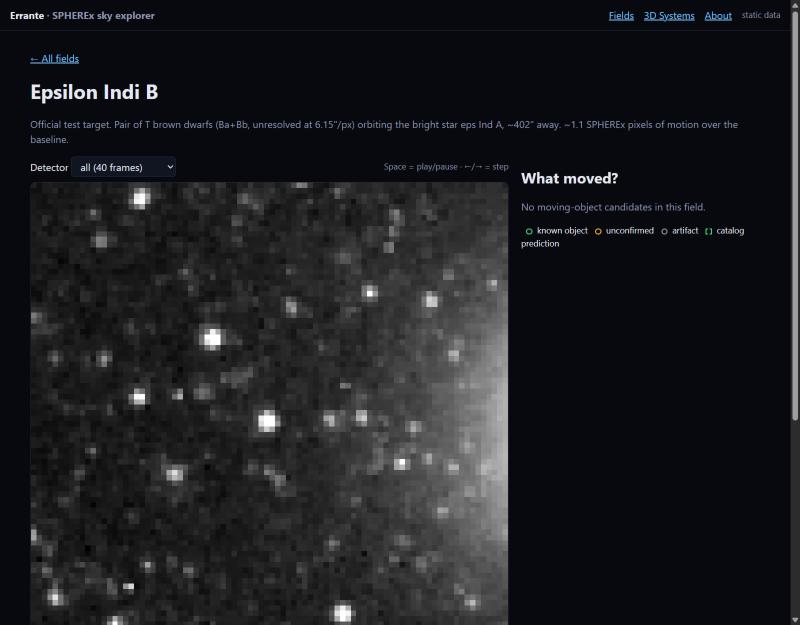 Errante · SPHEREx sky explorer
Fields 3D Systems About static data
← All fields
Epsilon Indi B
Official test target. Pair of T brown dwarfs (Ba+Bb, unresolved at 6.15"/px) orbiting the bright star eps Ind A, ~402" away. ~1.1 SPHEREx pixels of motion over the
baseline.
Detector all (40 frames) Space = play/pause · ←/→ = step
What moved?
No moving-object candidates in this field.
known object unconfirmed artifact catalog
prediction